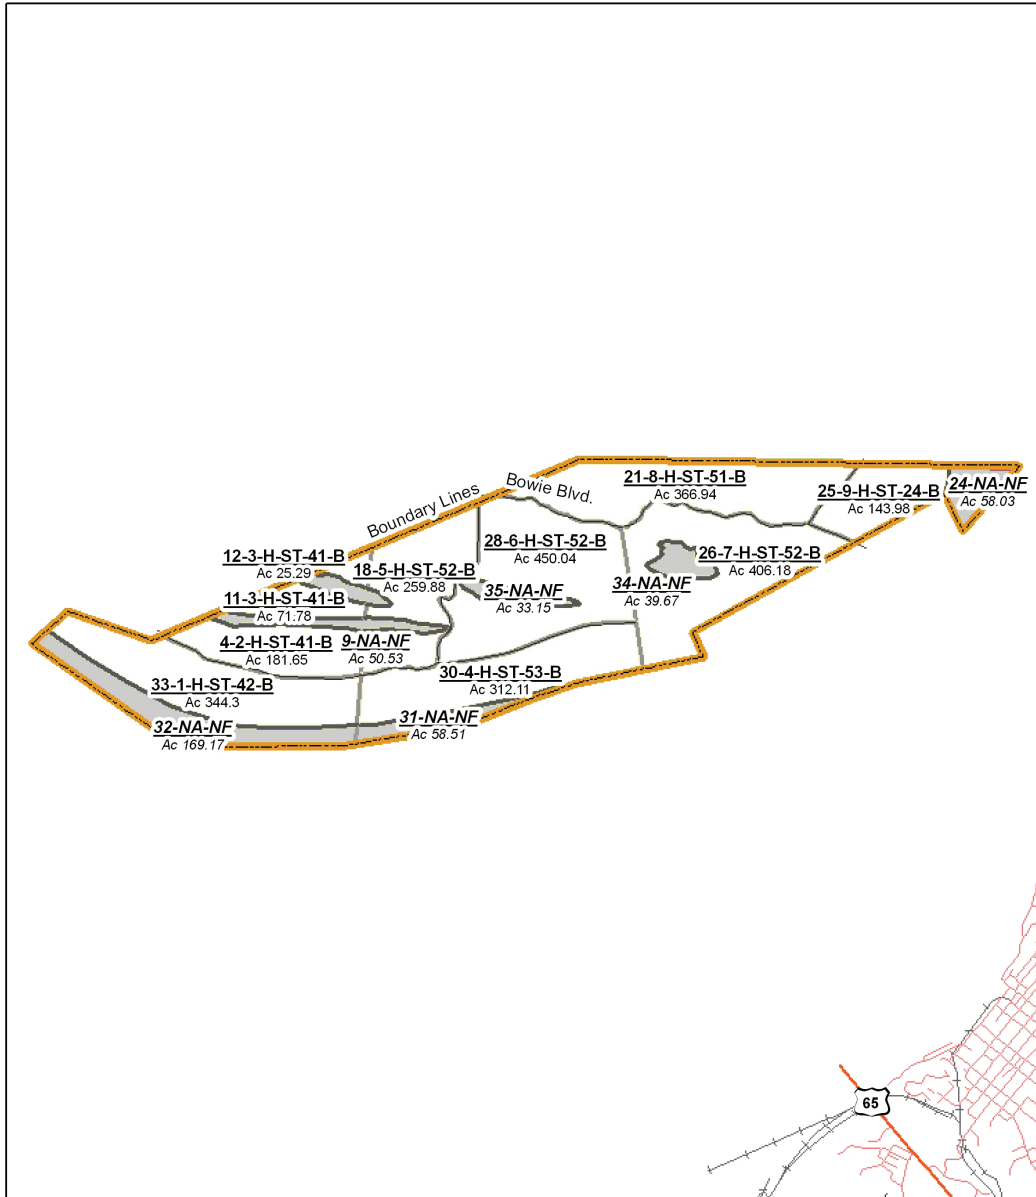 21-8-H-ST-51-B
Ac 366.94
Bowie Blvd.
Boundary Lines
25-9-H-ST-24-B
Ac 143.98
24-NA-NF
Ac 58.03
28-6-H-ST-52-B
Ac 450.04
26-7-H-ST-52-B
Ac 406.18
12-3-H-ST-41-B
Ac 25.29
18-5-H-ST-52-B
Ac 259.88
35-NA-NF
Ac 33.15
34-NA-NF
Ac 39.67
11-3-H-ST-41-B
Ac 71.78
4-2-H-ST-41-B
Ac 181.65
9-NA-NF
Ac 50.53
30-4-H-ST-53-B
Ac 312.11
33-1-H-ST-42-B
Ac 344.3
31-NA-NF
Ac 58.51
32-NA-NF
Ac 169.17
65